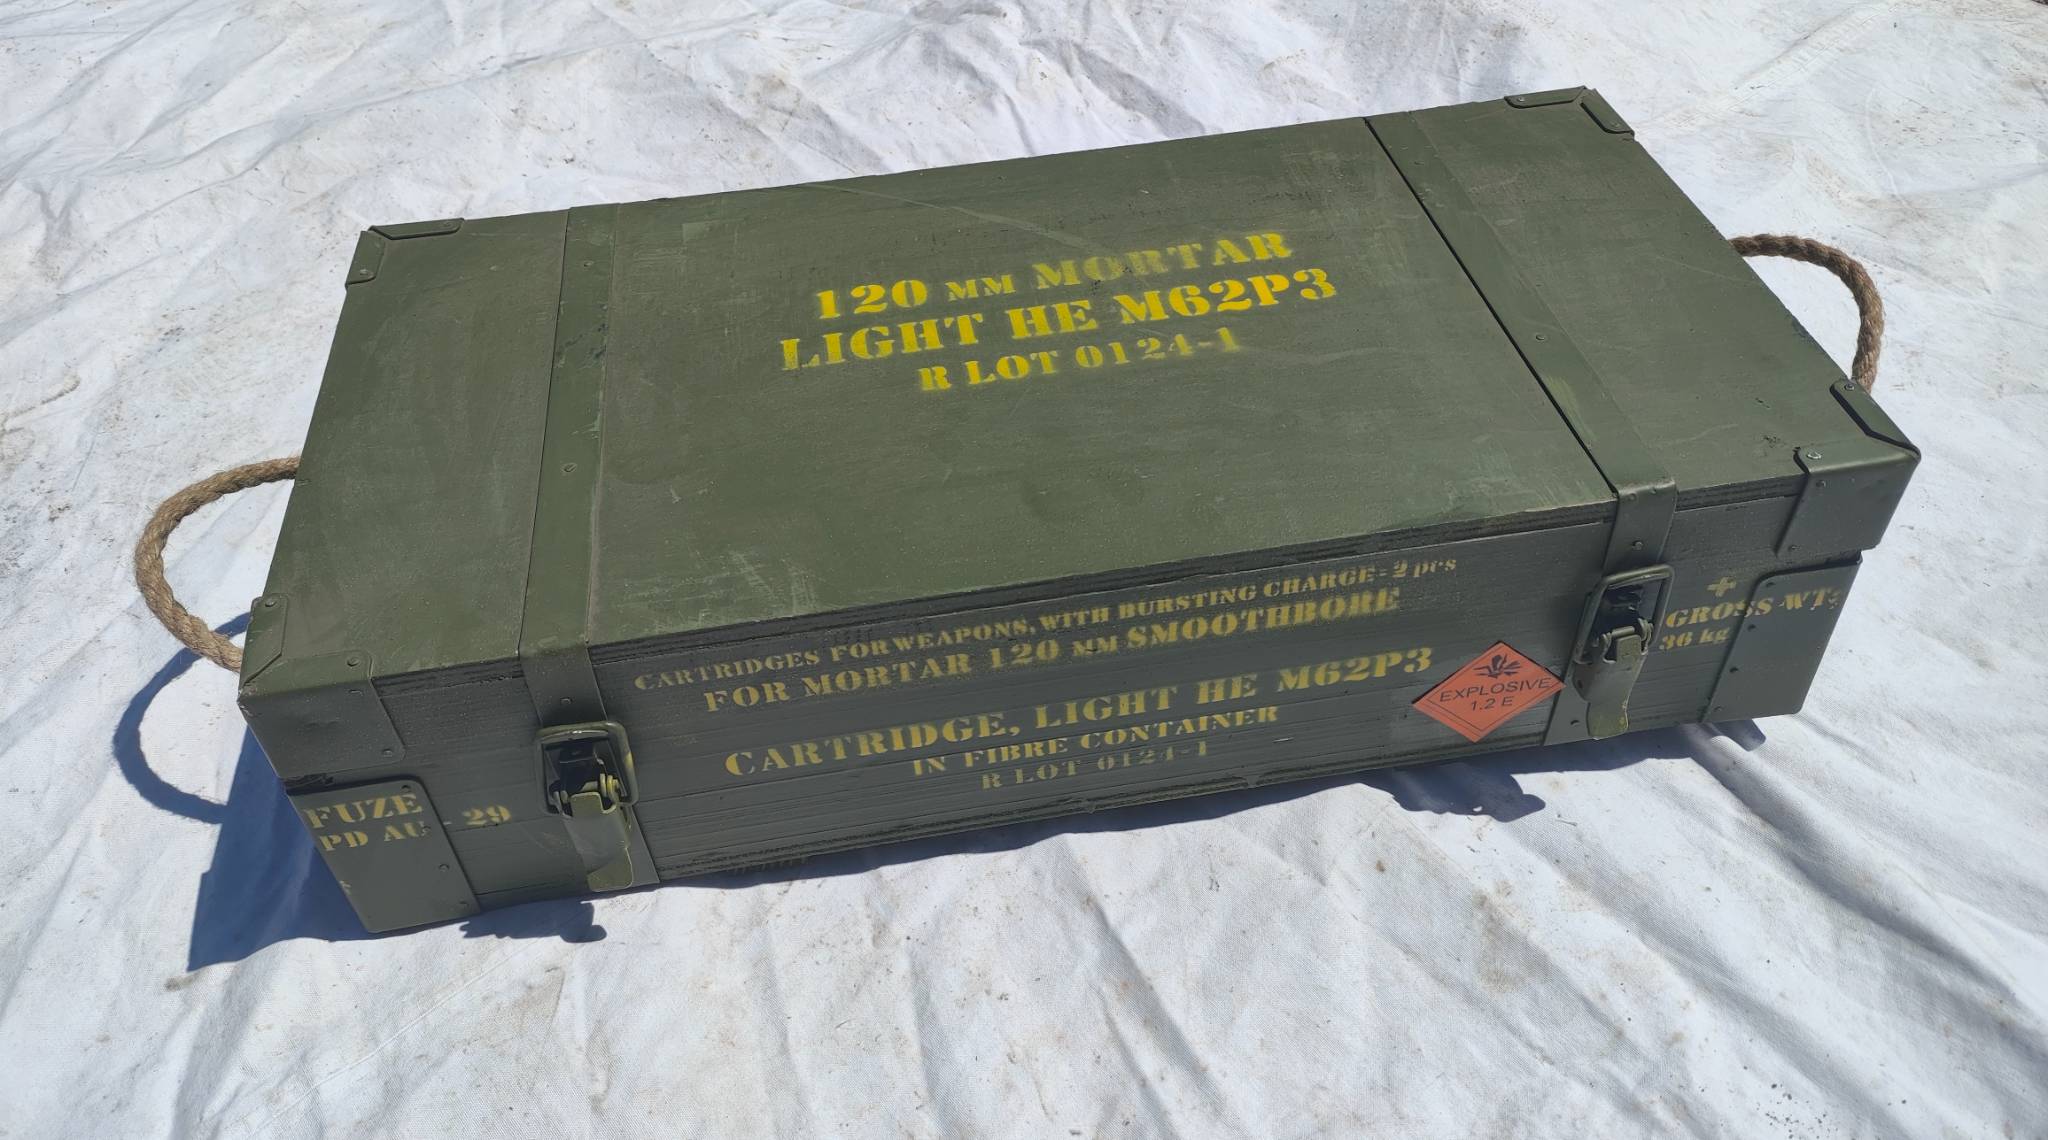 120 MM MORTAR
LIGHT HE M62P3
R LOT 0124-1
CARTRIDGES FOR WEAPONS, WITH BURSTING CHARGE - 2 pcs
FOR MORTAR 120 MM SMOOTHBORE
CARTRIDGE, LIGHT HE M62P3
IN FIBRE CONTAINER
R LOT 0124-1
EXPLOSIVE
1.2 E
GROSS WT:
36 kg
FUZE
PD AU - 29